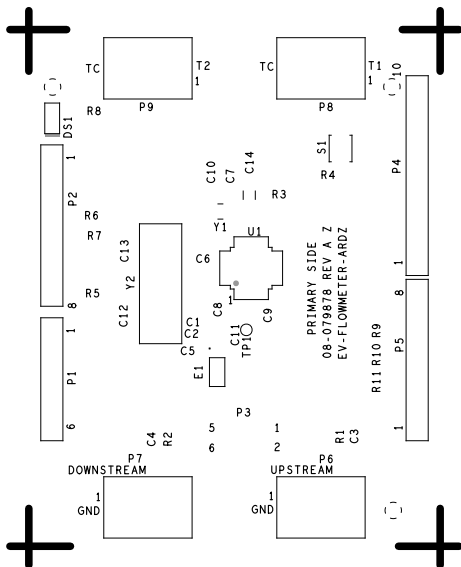 TC T2
1
P9
TC T1
1
P8
10
R8
DS1
S1
R4
P4
1
P2
8
R6
R7
R5
C10
C7
C14
R3
Y1
U1
C6
C13
Y2
C12
C8
1
C9
C1
C2
C5
C11
TP1
E1
PRIMARY SIDE
08-079878 REV A Z
EV-FLOWMETER-ARDZ
1
8
P5
1
R9
R10
R11
1
P1
6
P3
5 1
6 2
C4
R2
R1
C3
P7
DOWNSTREAM
1
GND
P6
UPSTREAM
1
GND